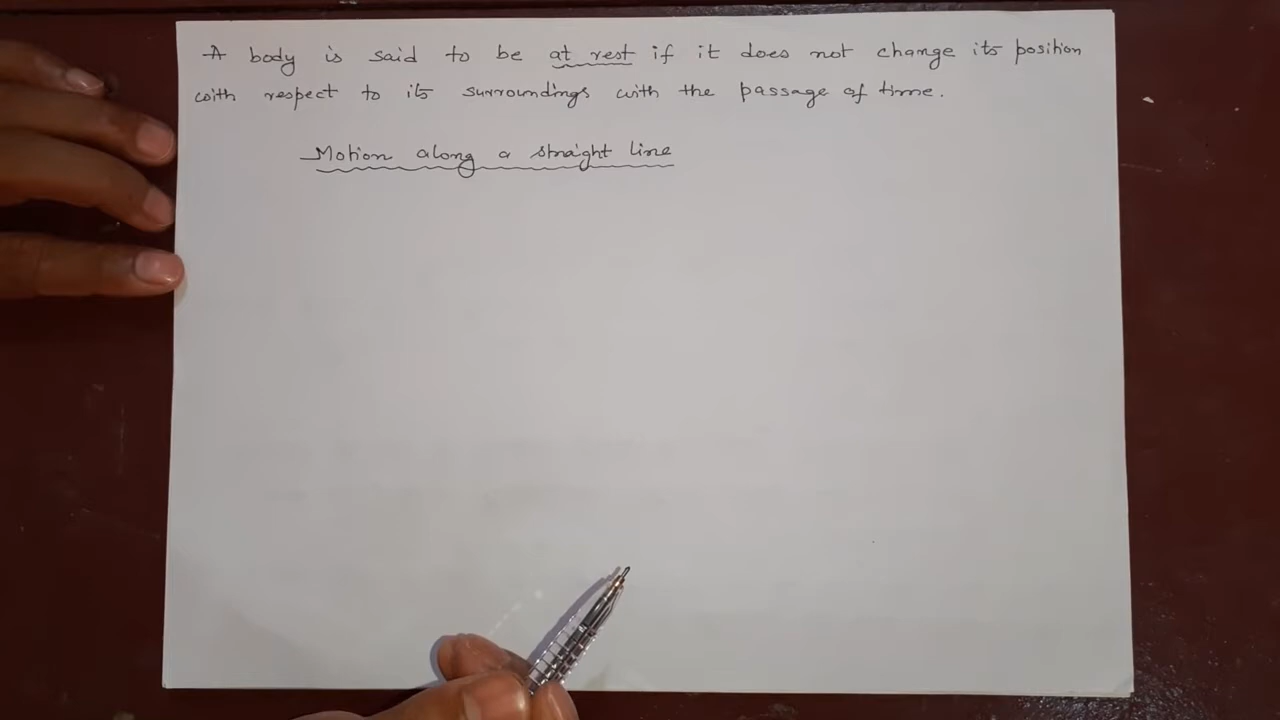 A body is said to be at rest if it does not change its position
with respect to its surroundings with the passage of time.
Motion along a straight line